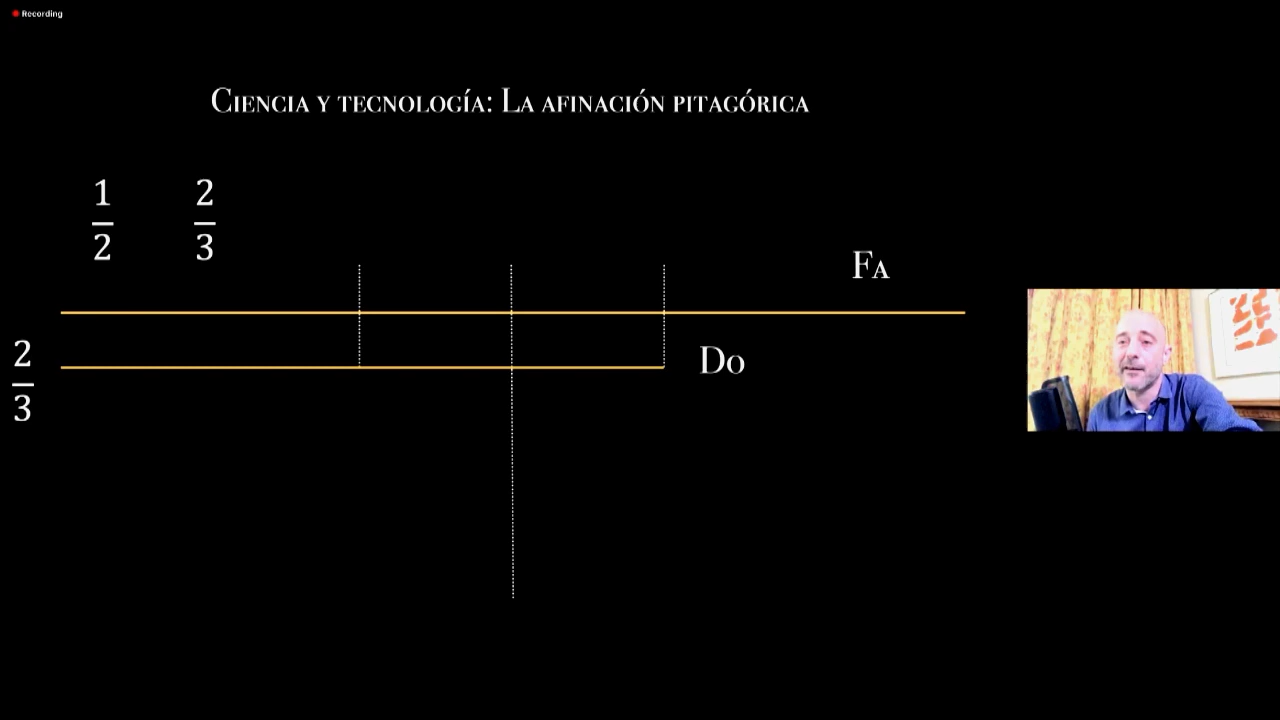 Recording
Ciencia y tecnología: La afinación pitagórica
1/2 2/3
Fa
2/3
Do